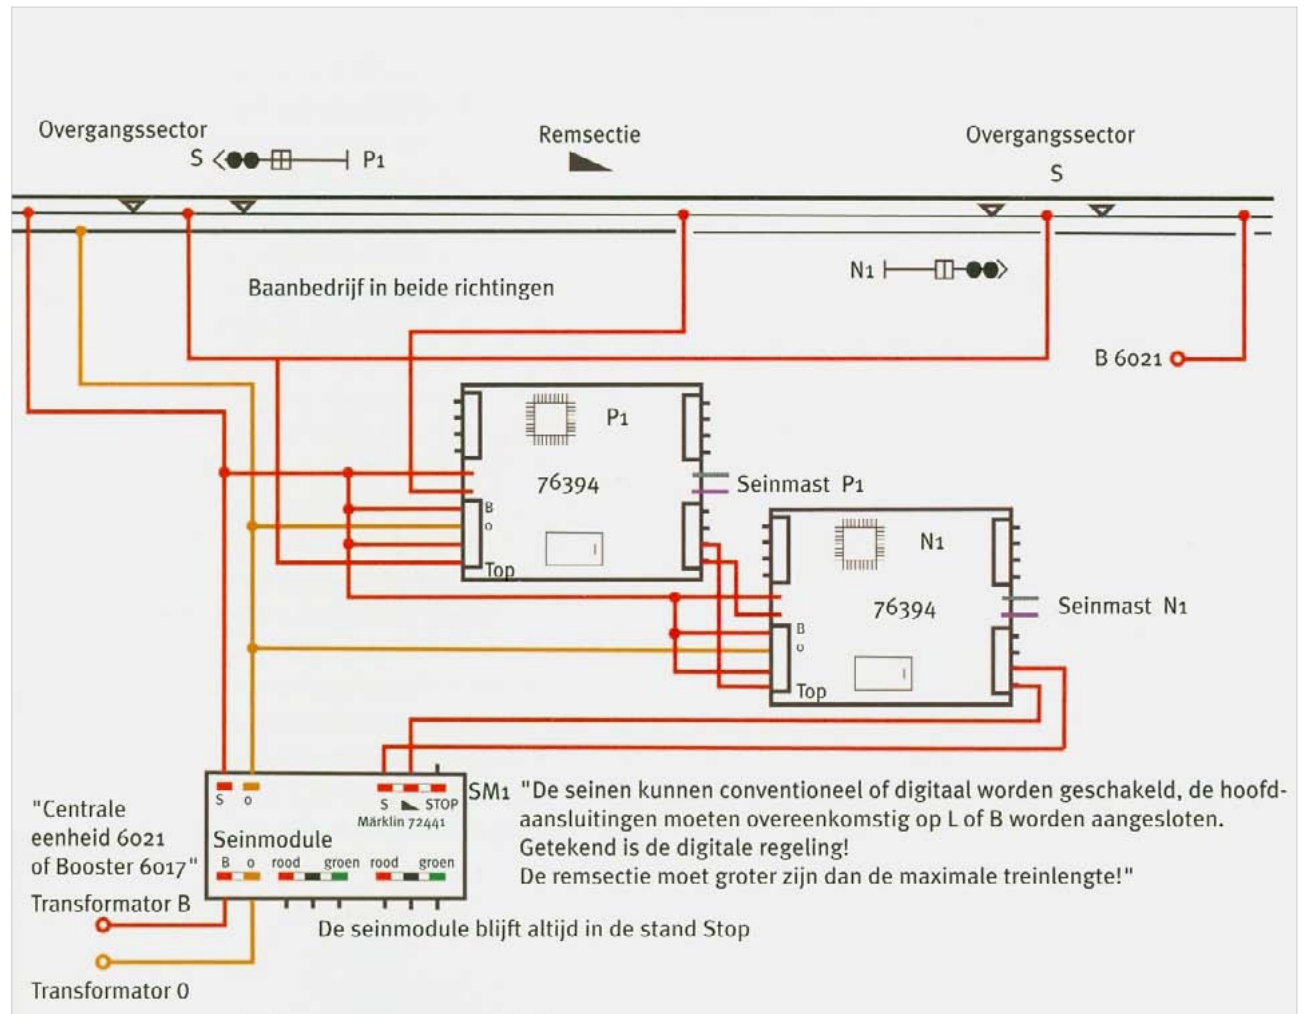 Overgangssector
S
P1
Remsectie
Overgangssector
S
N1
Baanbedrijf in beide richtingen
B 6021
P1
76394
B
o
Top
Seinmast P1
N1
76394
B
o
Top
Seinmast N1
"Centrale
eenheid 6021
of Booster 6017"
Transformator B
Transformator 0
S o
S STOP
Märklin 72441
Seinmodule
B o rood groen rood groen
SM1
"De seinen kunnen conventioneel of digitaal worden geschakeld, de hoofd-
aansluitingen moeten overeenkomstig op L of B worden aangesloten.
Getekend is de digitale regeling!
De remsectie moet groter zijn dan de maximale treinlengte!"
De seinmodule blijft altijd in de stand Stop